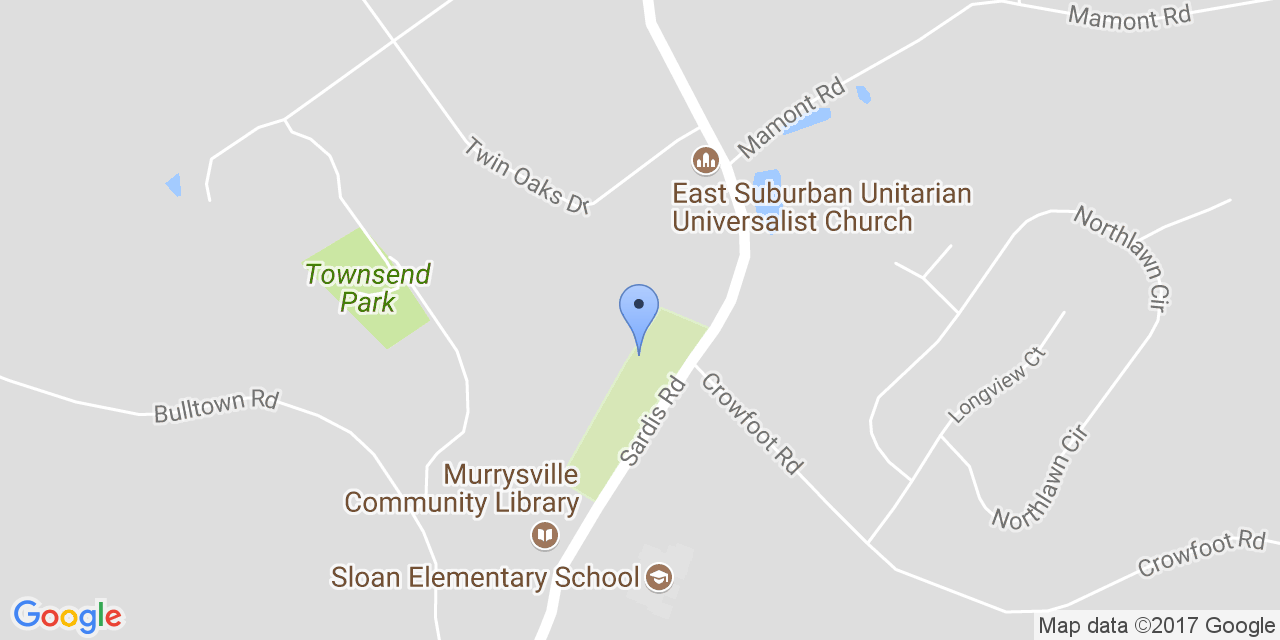 Mamont Rd
Mamont Rd
Twin Oaks Dr
East Suburban Unitarian
Universalist Church
Northlawn Cir
Townsend
Park
Longview Ct
Bulltown Rd
Sardis Rd
Crowfoot Rd
Murrysville
Community Library
Northlawn Cir
Crowfoot Rd
Sloan Elementary School
Google
Map data ©2017 Google